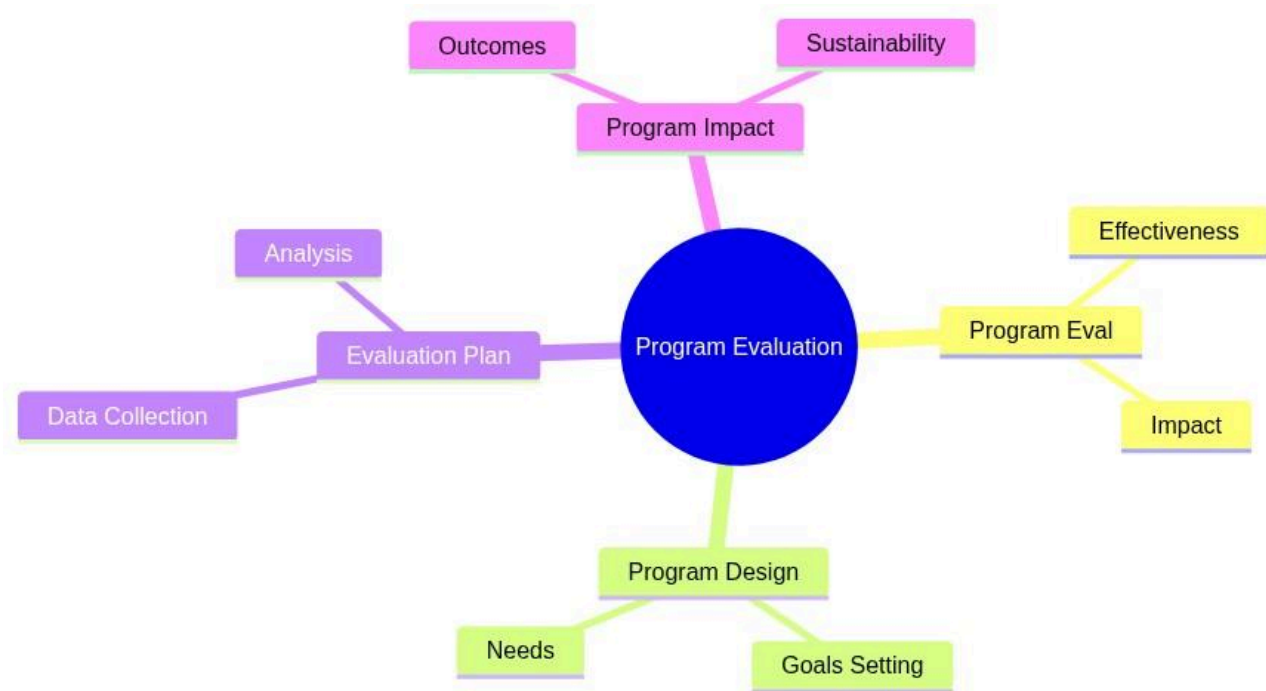 Outcomes
Sustainability
Program Impact
Effectiveness
Analysis
Program Eval
Program Evaluation
Evaluation Plan
Data Collection
Impact
Program Design
Needs
Goals Setting